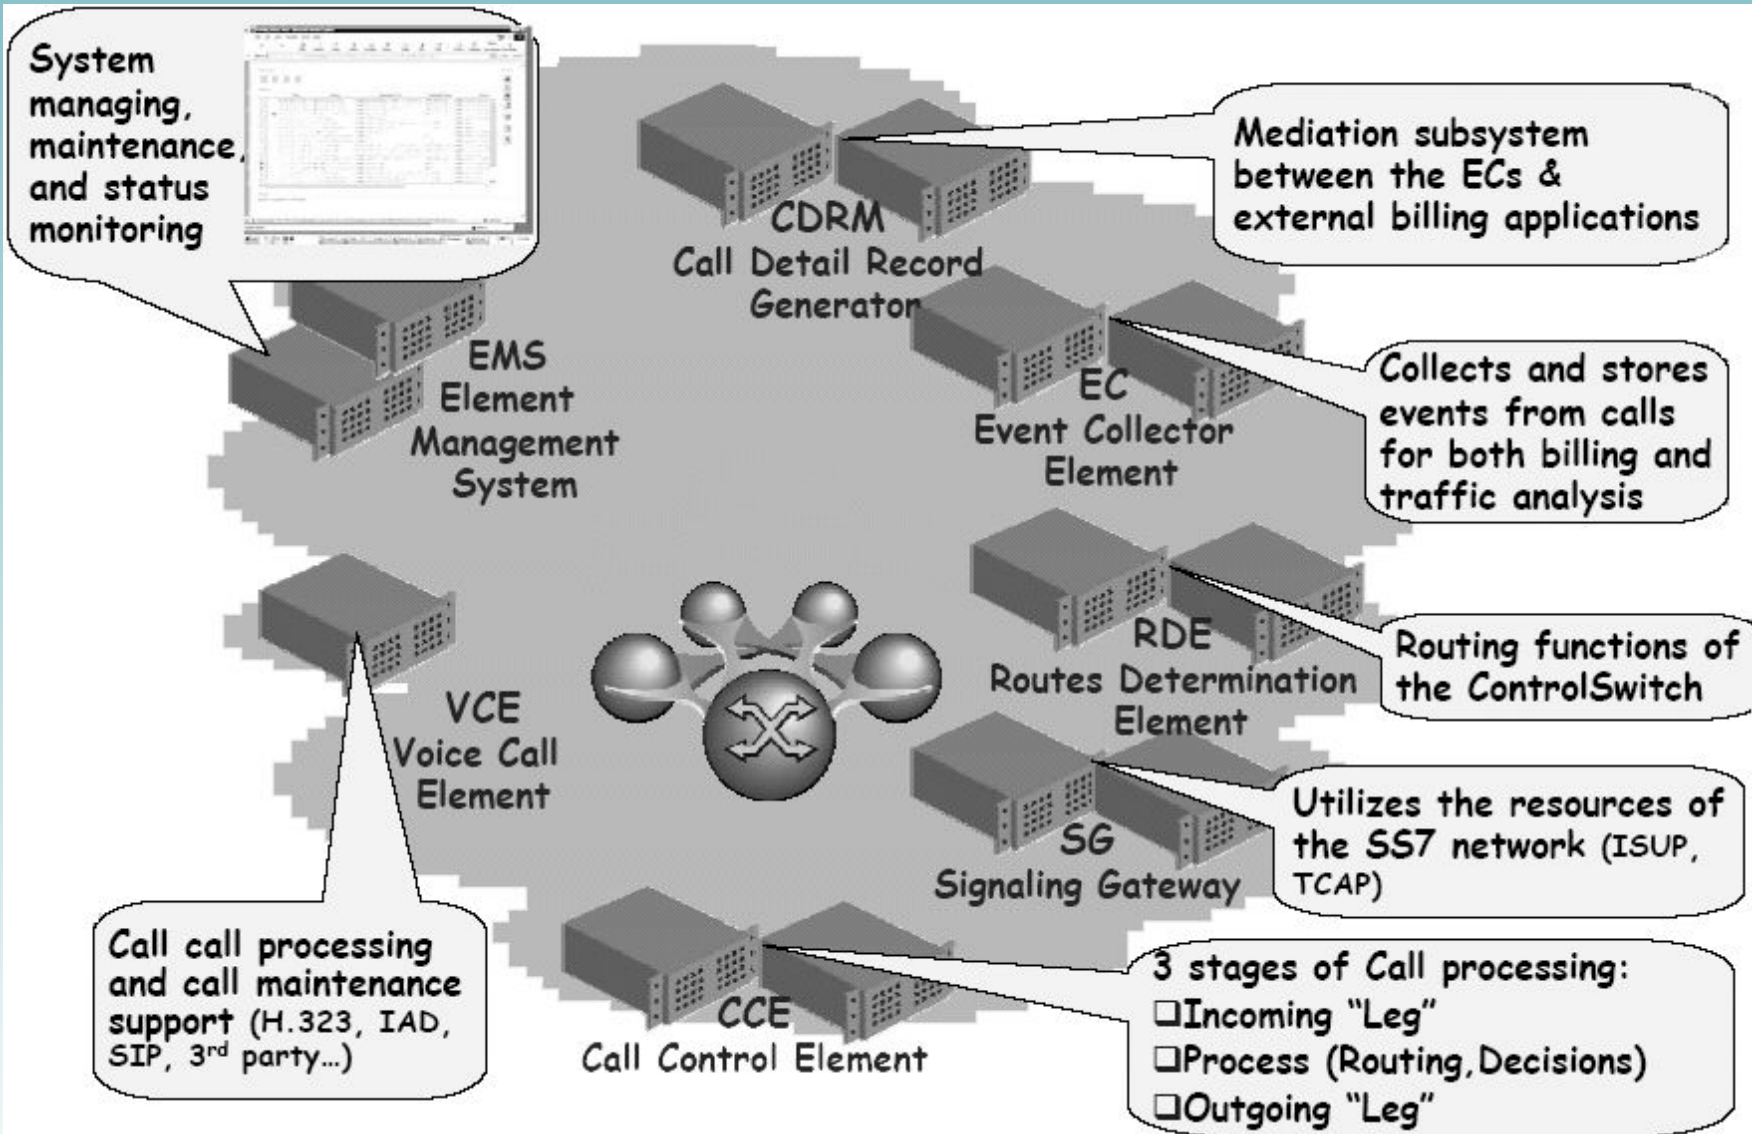 System
managing,
maintenance,
and status
monitoring
Mediation subsystem
between the ECs &
external billing applications
CDRM
Call Detail Record
Generator
EMS
Element
Management
System
EC
Event Collector
Element
Collects and stores
events from calls
for both billing and
traffic analysis
RDE
Routes Determination
Element
Routing functions of
the ControlSwitch
VCE
Voice Call
Element
SG
Signaling Gateway
Utilizes the resources of
the SS7 network (ISUP,
TCAP)
Call call processing
and call maintenance
support (H.323, IAD,
SIP, 3rd party...)
CCE
Call Control Element
3 stages of Call processing:
❑Incoming “Leg”
❑Process (Routing,Decisions)
❑Outgoing “Leg”